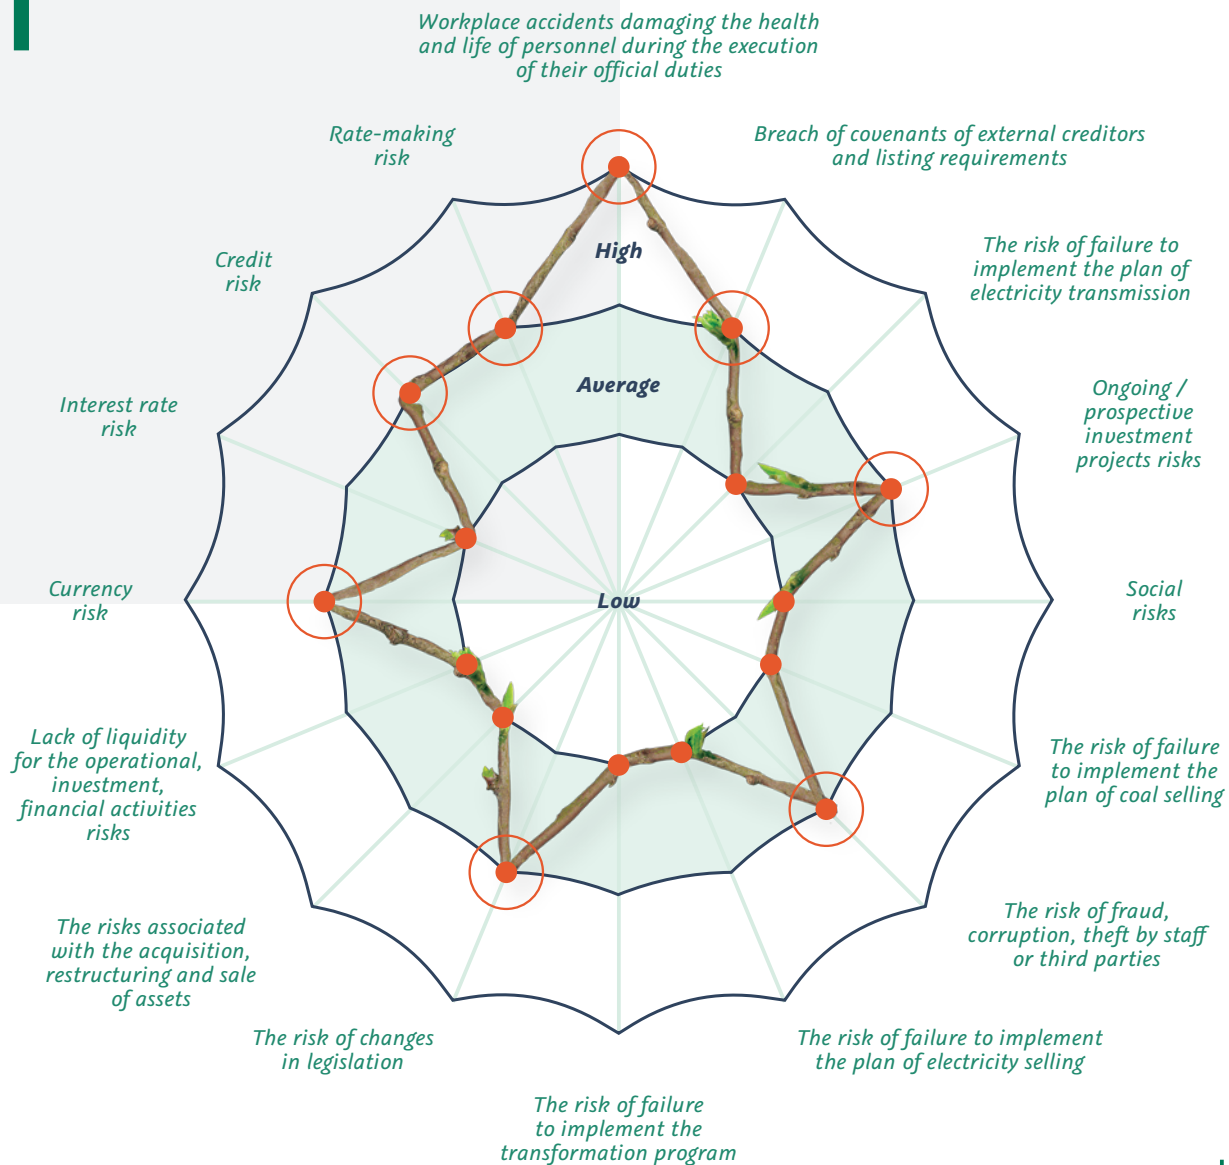 Workplace accidents damaging the health
and life of personnel during the execution
of their official duties
Rate-making
risk
Breach of covenants of external creditors
and listing requirements
Credit
risk
High
The risk of failure to
implement the plan of
electricity transmission
Interest rate
risk
Average
Ongoing /
prospective
investment
projects risks
Currency
risk
Low
Social
risks
Lack of liquidity
for the operational,
investment,
financial activities
risks
The risk of failure
to implement the
plan of coal selling
The risks associated
with the acquisition,
restructuring and sale
of assets
The risk of fraud,
corruption, theft by staff
or third parties
The risk of changes
in legislation
The risk of failure to implement
the plan of electricity selling
The risk of failure
to implement the
transformation program